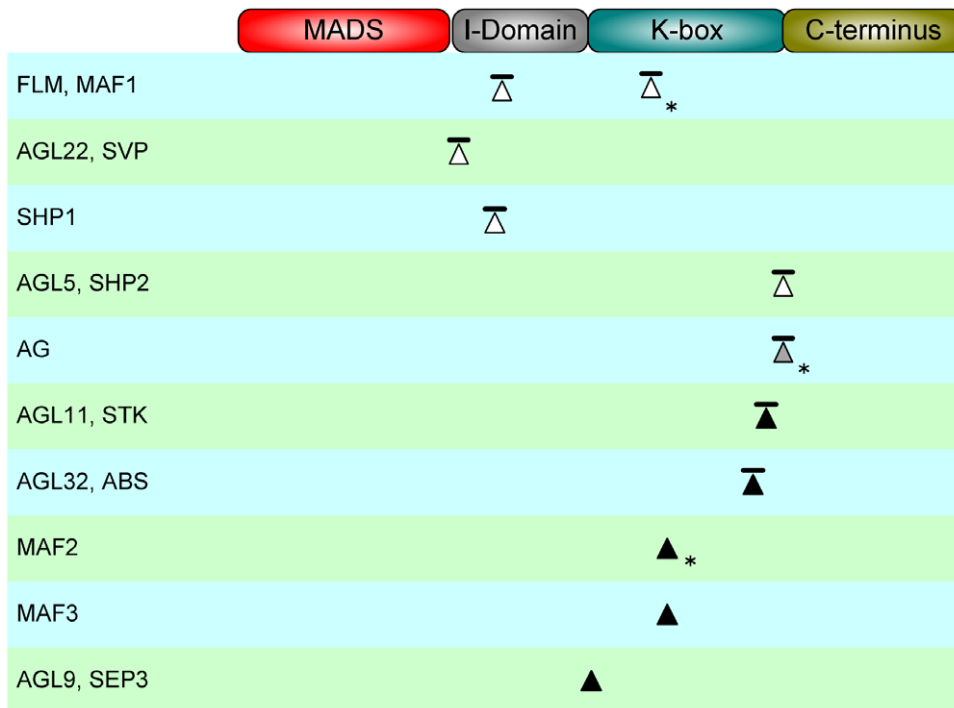 MADS I-Domain K-box C-terminus
FLM, MAF1 *
AGL22, SVP
SHP1
AGL5, SHP2
AG *
AGL11, STK
AGL32, ABS
MAF2 *
MAF3
AGL9, SEP3